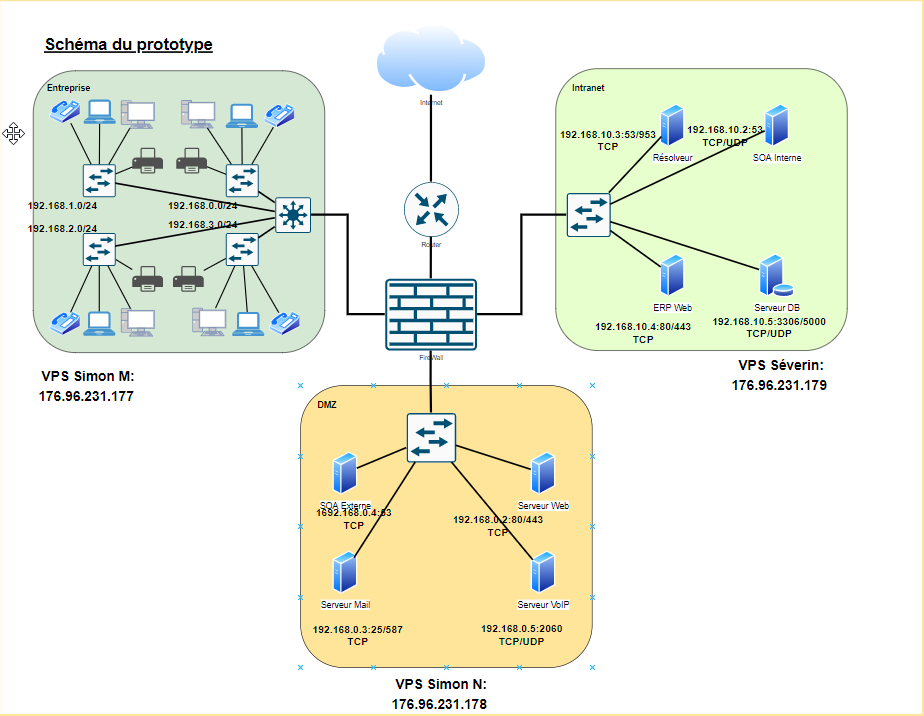 Schéma du prototype
Entreprise
192.168.1.0/24
192.168.0.0/24
192.168.2.0/24
192.168.3.0/24
VPS Simon M:
176.96.231.177
Internet
Router
FireWall
Intranet
192.168.10.3:53/953
TCP
Résolveur
192.168.10.2:53
TCP/UDP
SOA Interne
ERP Web
192.168.10.4:80/443
TCP
Serveur DB
192.168.10.5:3306/5000
TCP/UDP
VPS Séverin:
176.96.231.179
DMZ
SOA Externe
1692.168.0.4:53
TCP
Serveur Web
192.168.0.2:80/443
TCP
Serveur Mail
192.168.0.3:25/587
TCP
Serveur VoIP
192.168.0.5:2060
TCP/UDP
VPS Simon N:
176.96.231.178